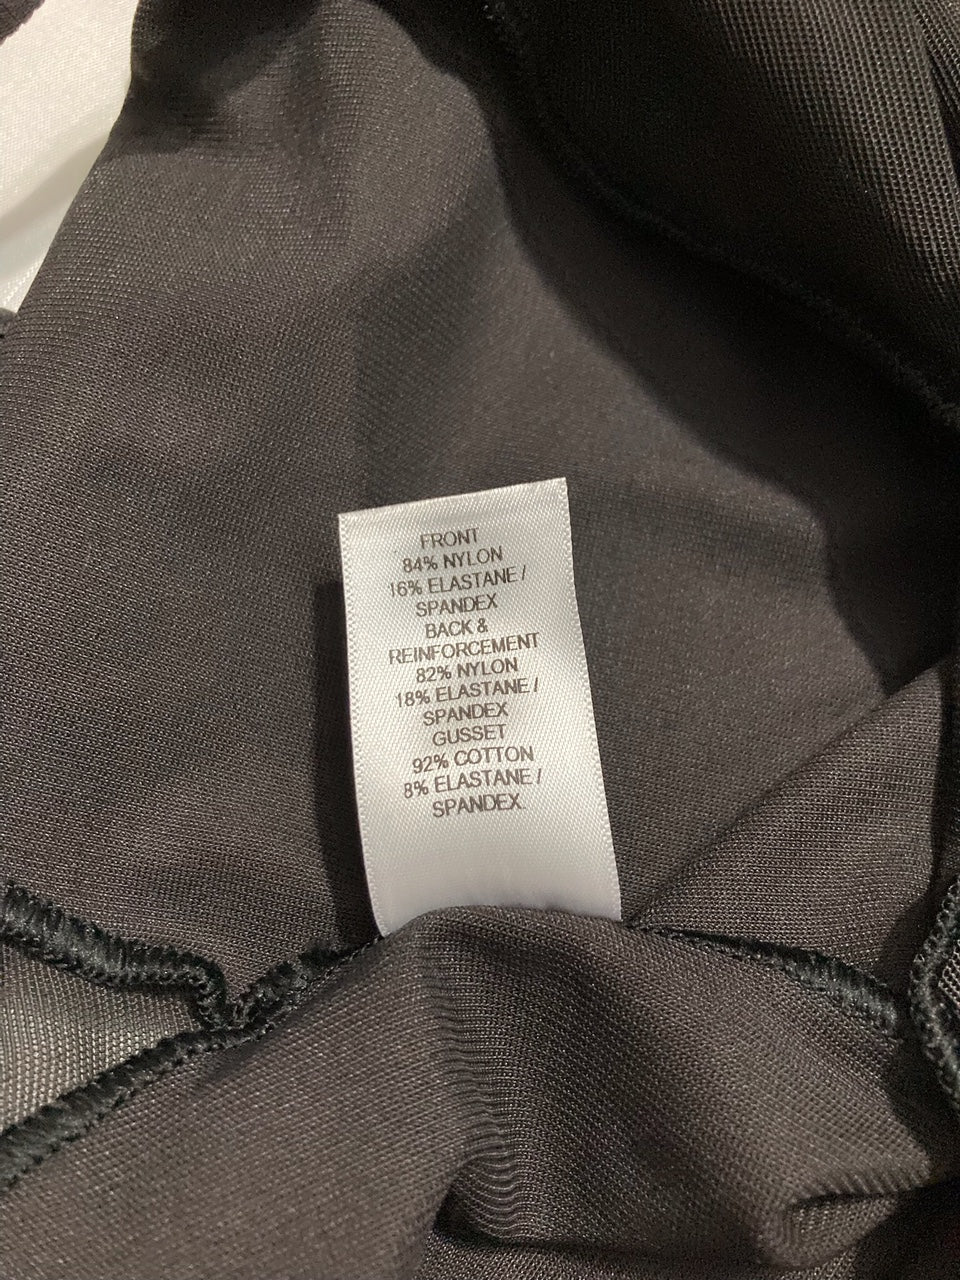 FRONT
84% NYLON
16% ELASTANE /
SPANDEX
BACK &
REINFORCEMENT
82% NYLON
18% ELASTANE /
SPANDEX
GUSSET
92% COTTON
8% ELASTANE /
SPANDEX